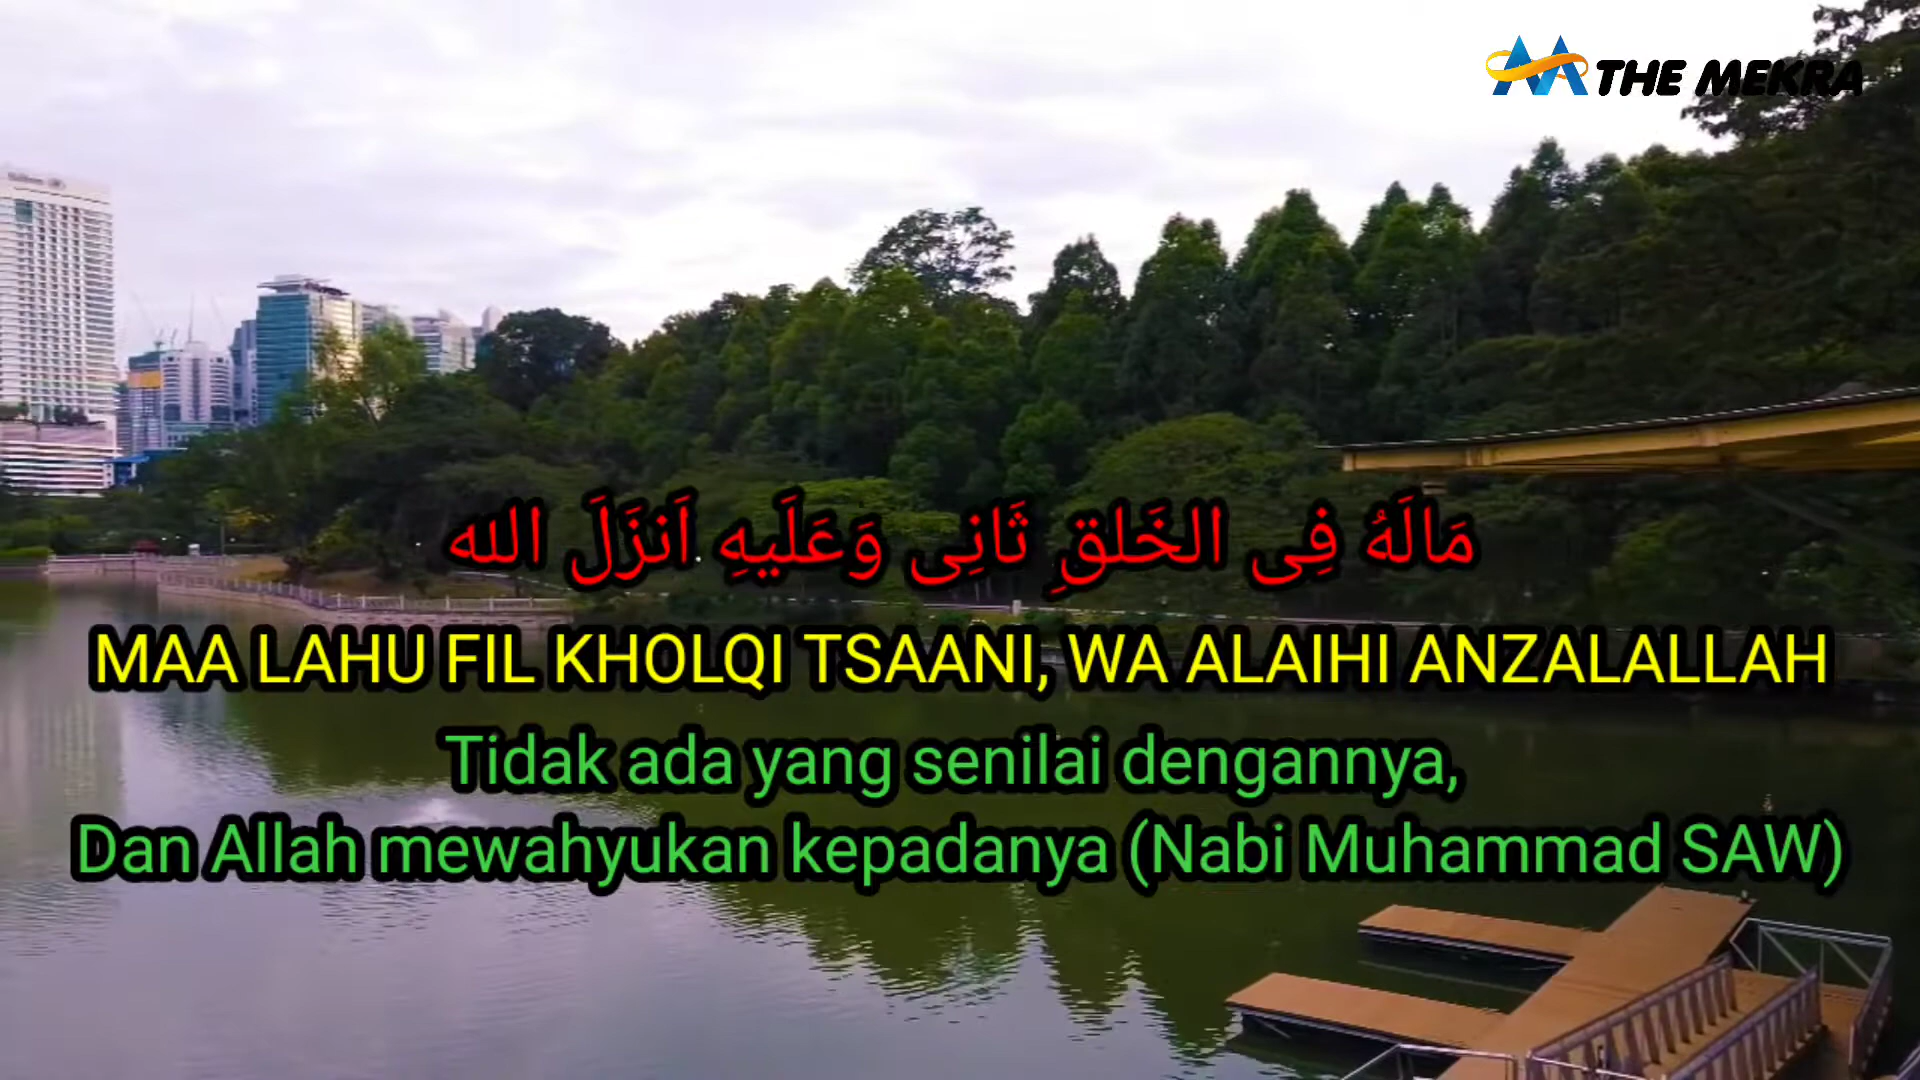 THE MEKRA
مَالَهُ فِى الخَلقِ ثَانِى وَعَلَيهِ اَنزَلَ الله
MAA LAHU FIL KHOLQI TSAANI, WA ALAIHI ANZALALLAH
Tidak ada yang senilai dengannya,
Dan Allah mewahyukan kepadanya (Nabi Muhammad SAW)